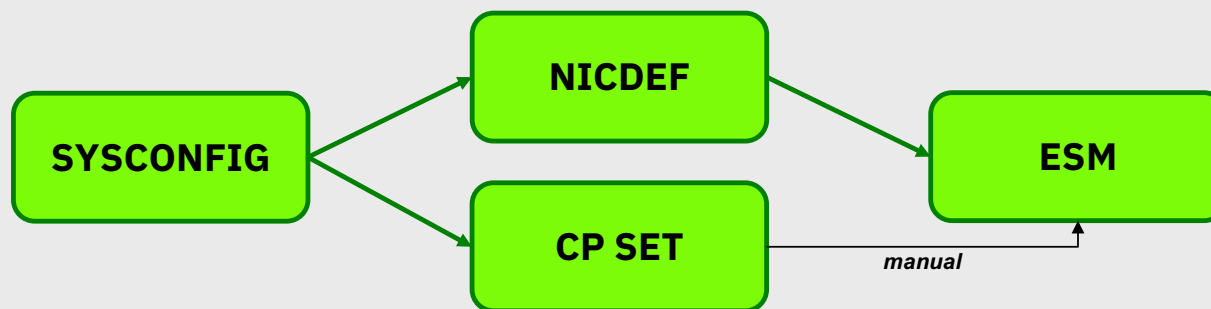 NICDEF
SYSCONFIG
ESM
CP SET
manual